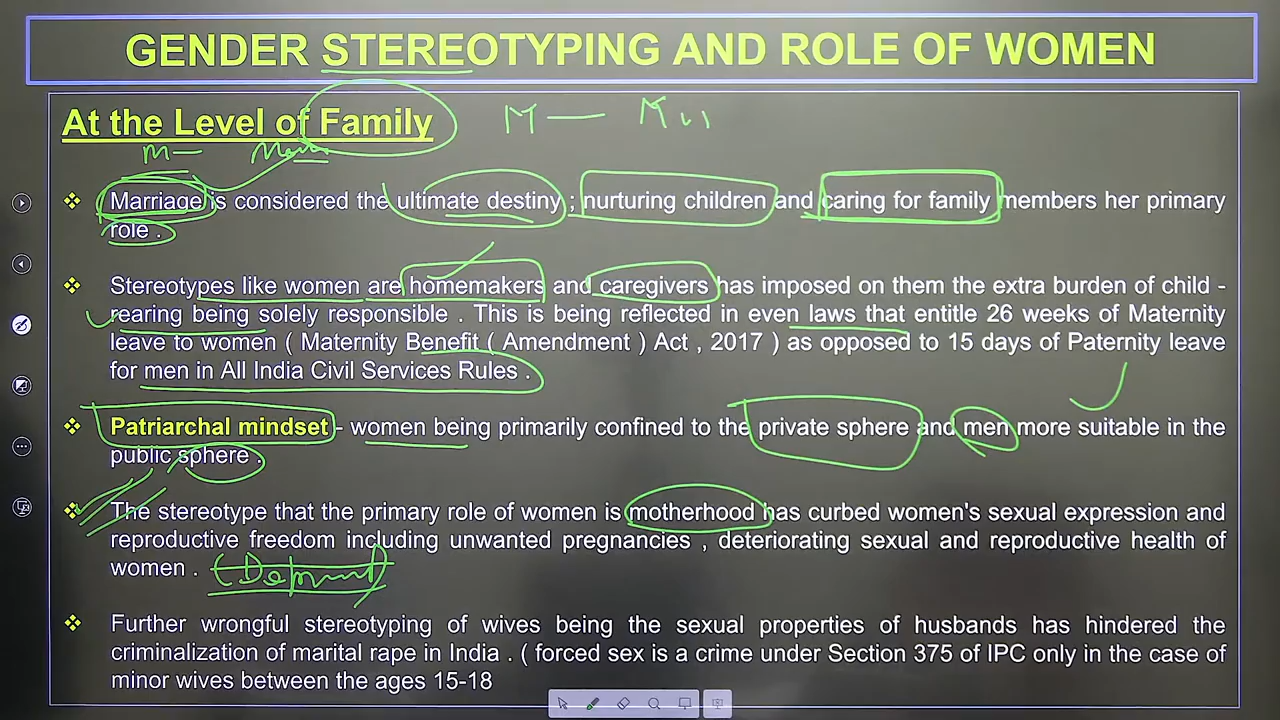 GENDER STEREOTYPING AND ROLE OF WOMEN
At the Level of Family
M —
M —
❖ Marriage is considered the ultimate destiny ; nurturing children and caring for family members her primary
role .
❖ Stereotypes like women are homemakers and caregivers has imposed on them the extra burden of child -
rearing being solely responsible . This is being reflected in even laws that entitle 26 weeks of Maternity
leave to women ( Maternity Benefit ( Amendment ) Act , 2017 ) as opposed to 15 days of Paternity leave
for men in All India Civil Services Rules .
❖ Patriarchal mindset - women being primarily confined to the private sphere and men more suitable in the
public sphere .
❖ The stereotype that the primary role of women is motherhood has curbed women's sexual expression and
reproductive freedom including unwanted pregnancies , deteriorating sexual and reproductive health of
women .
❖ Further wrongful stereotyping of wives being the sexual properties of husbands has hindered the
criminalization of marital rape in India . ( forced sex is a crime under Section 375 of IPC only in the case of
minor wives between the ages 15-18